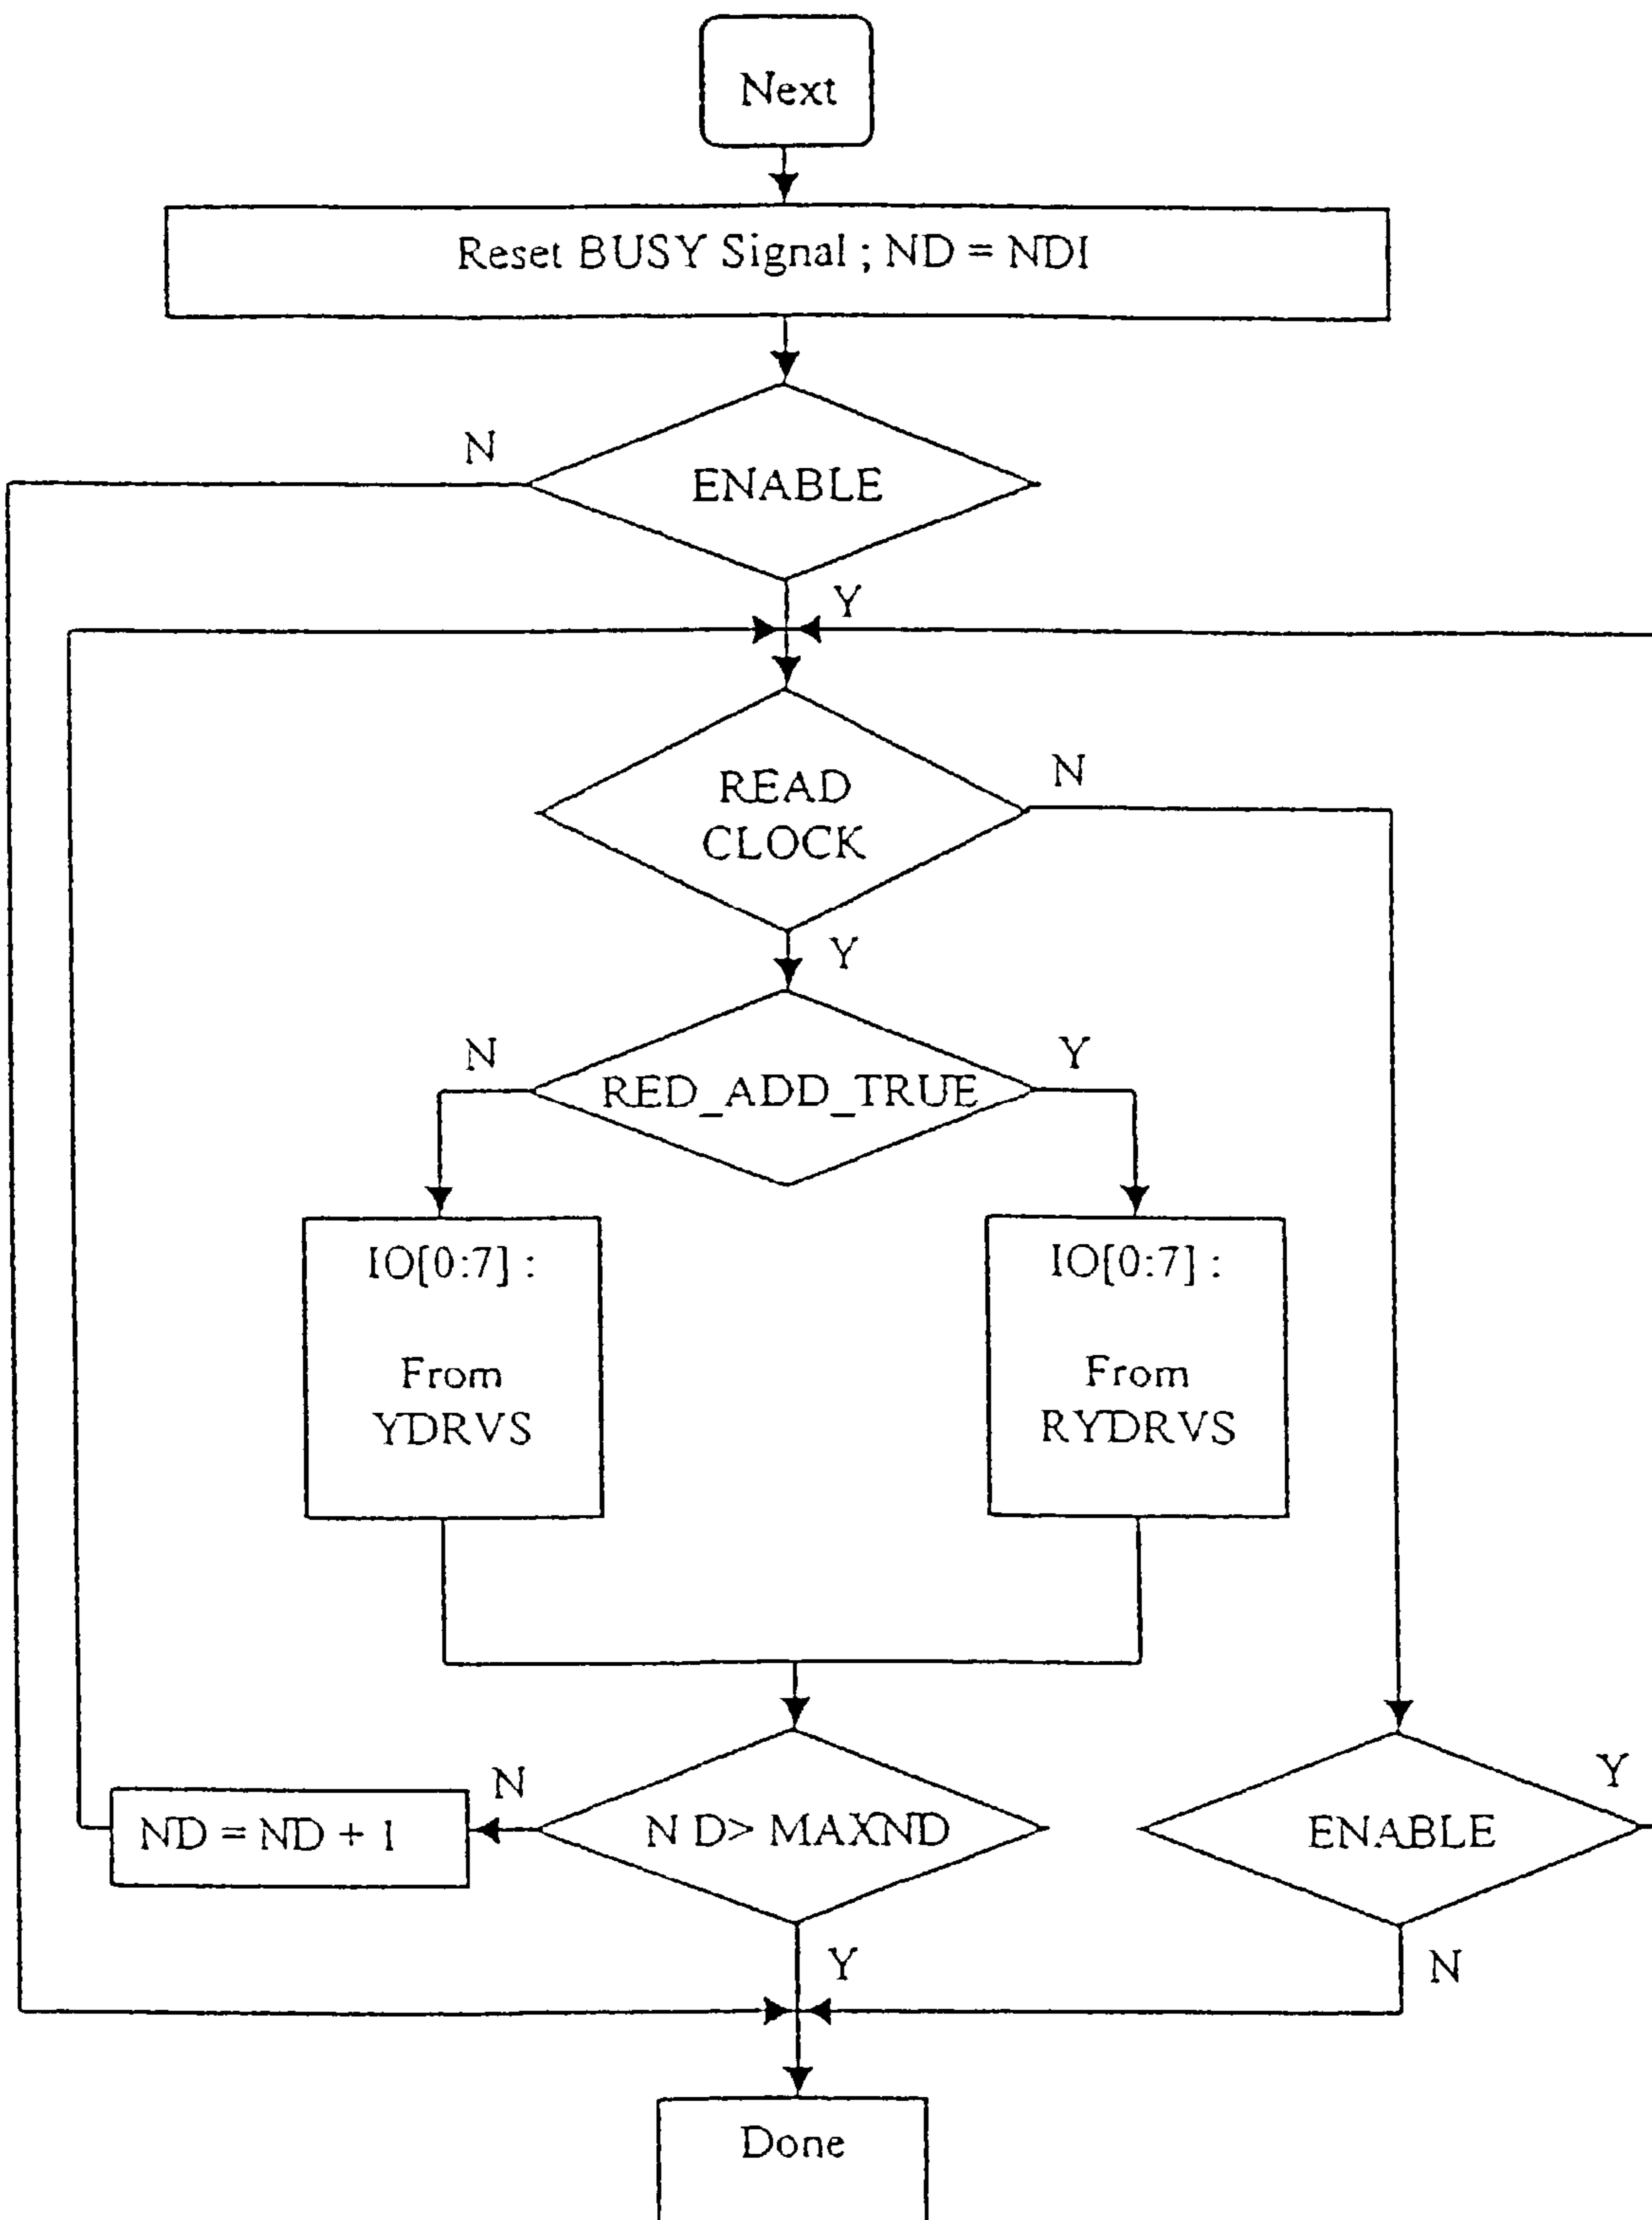 Next
Reset BUSY Signal ; ND = NDI
N
ENABLE
Y
READ
CLOCK
N
Y
N
RED_ADD_TRUE
Y
IO[0:7] :
From
YDRVS
IO[0:7] :
From
RYDRVS
ND = ND + 1
N
N D> MAXND
Y
ENABLE
Y
N
Done